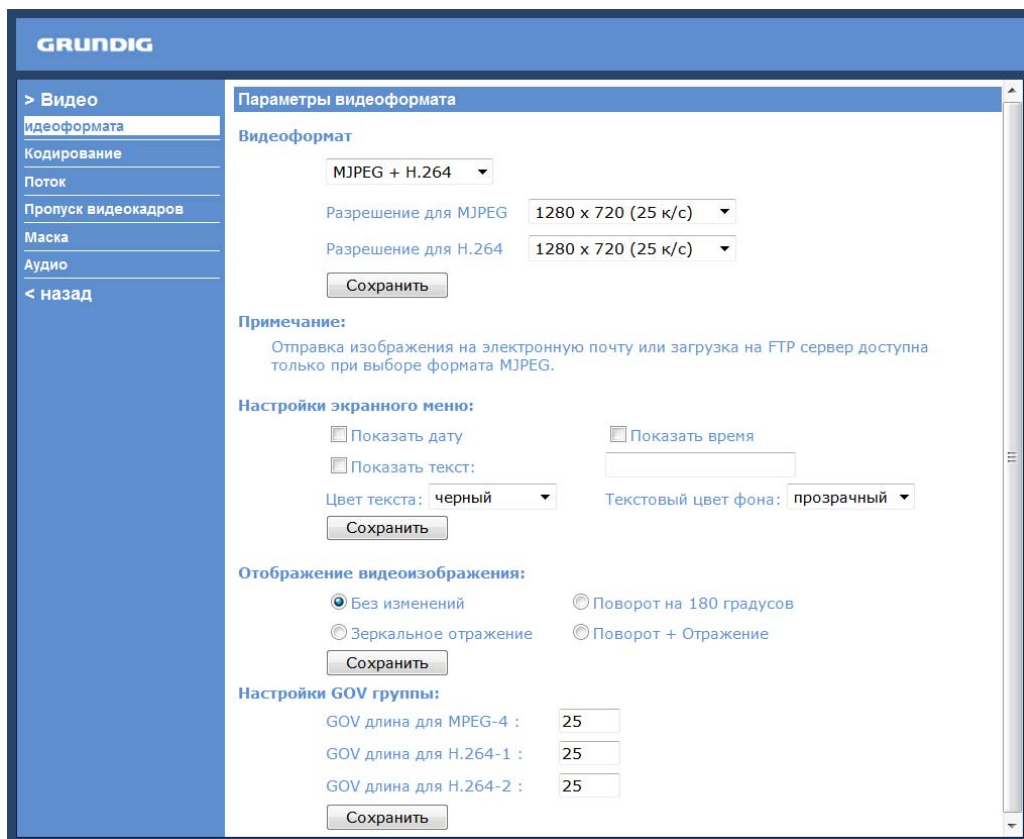 GRUNDIG
> Видео
идеоформата
Кодирование
Поток
Пропуск видеокадров
Маска
Аудио
< назад
Параметры видеоформата
Видеоформат
MJPEG + H.264
Разрешение для MJPEG 1280 x 720 (25 к/с)
Разрешение для H.264 1280 x 720 (25 к/с)
Сохранить
Примечание:
Отправка изображения на электронную почту или загрузка на FTP сервер доступна
только при выборе формата MJPEG.
Настройки экранного меню:
Показать дату Показать время
Показать текст:
Цвет текста: черный Текстовый цвет фона: прозрачный
Сохранить
Отображение видеоизображения:
Без изменений Поворот на 180 градусов
Зеркальное отражение Поворот + Отражение
Сохранить
Настройки GOV группы:
GOV длина для MPEG-4 : 25
GOV длина для H.264-1 : 25
GOV длина для H.264-2 : 25
Сохранить